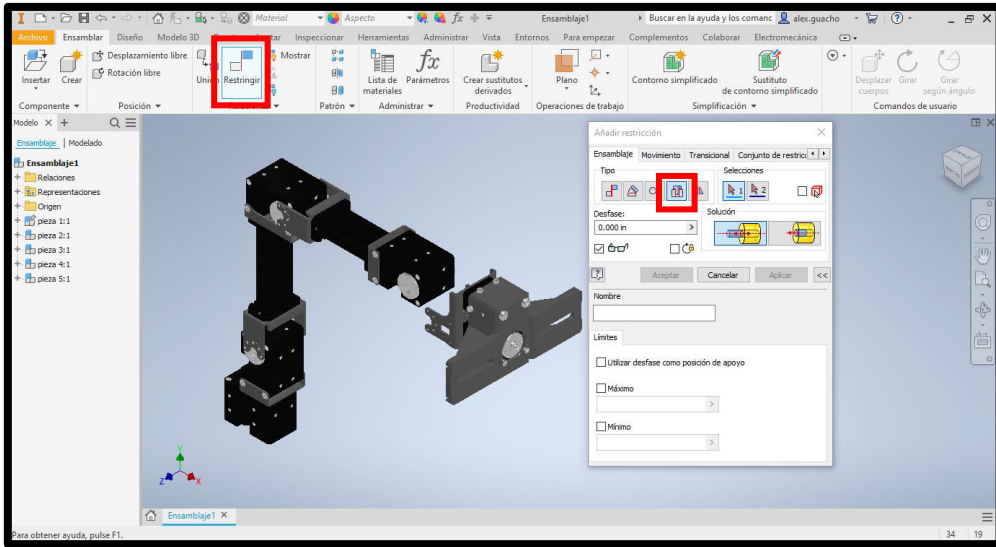 Material
Aspecto
Ensamblaje1
Buscar en la ayuda y los comanc
alex.guacho
Archivo Ensamblar Diseño Modelo 3D Inspeccionar Herramientas Administrar Vista Entornos Para empezar Complementos Colaborar Electromecánica
Insertar
Crear
Desplazamiento libre
Rotación libre
Unión
Restringir
Mostrar
Lista de materiales
Parámetros
Crear sustitutos derivados
Plano
Contorno simplificado
Sustituto de contorno simplificado
Desplazar cuerpos
Girar
Girar según ángulo
Componente Posición Patrón Administrar Productividad Operaciones de trabajo Simplificación Comandos de usuario
Modelo
Ensamblaje | Modelado
Ensamblaje1
Relaciones
Representaciones
Origen
pieza 1:1
pieza 2:1
pieza 3:1
pieza 4:1
pieza 5:1
Añadir restricción
Ensamblaje Movimiento Transicional Conjunto de restricc
Tipo
Selecciones
1 2
Desfase:
0.000 in
Solución
Aceptar Cancelar Aplicar <<
Nombre
Límites
Utilizar desfase como posición de apoyo
Máximo
Mínimo
Y
Z
X
Ensamblaje1
Para obtener ayuda, pulse F1.
34 19